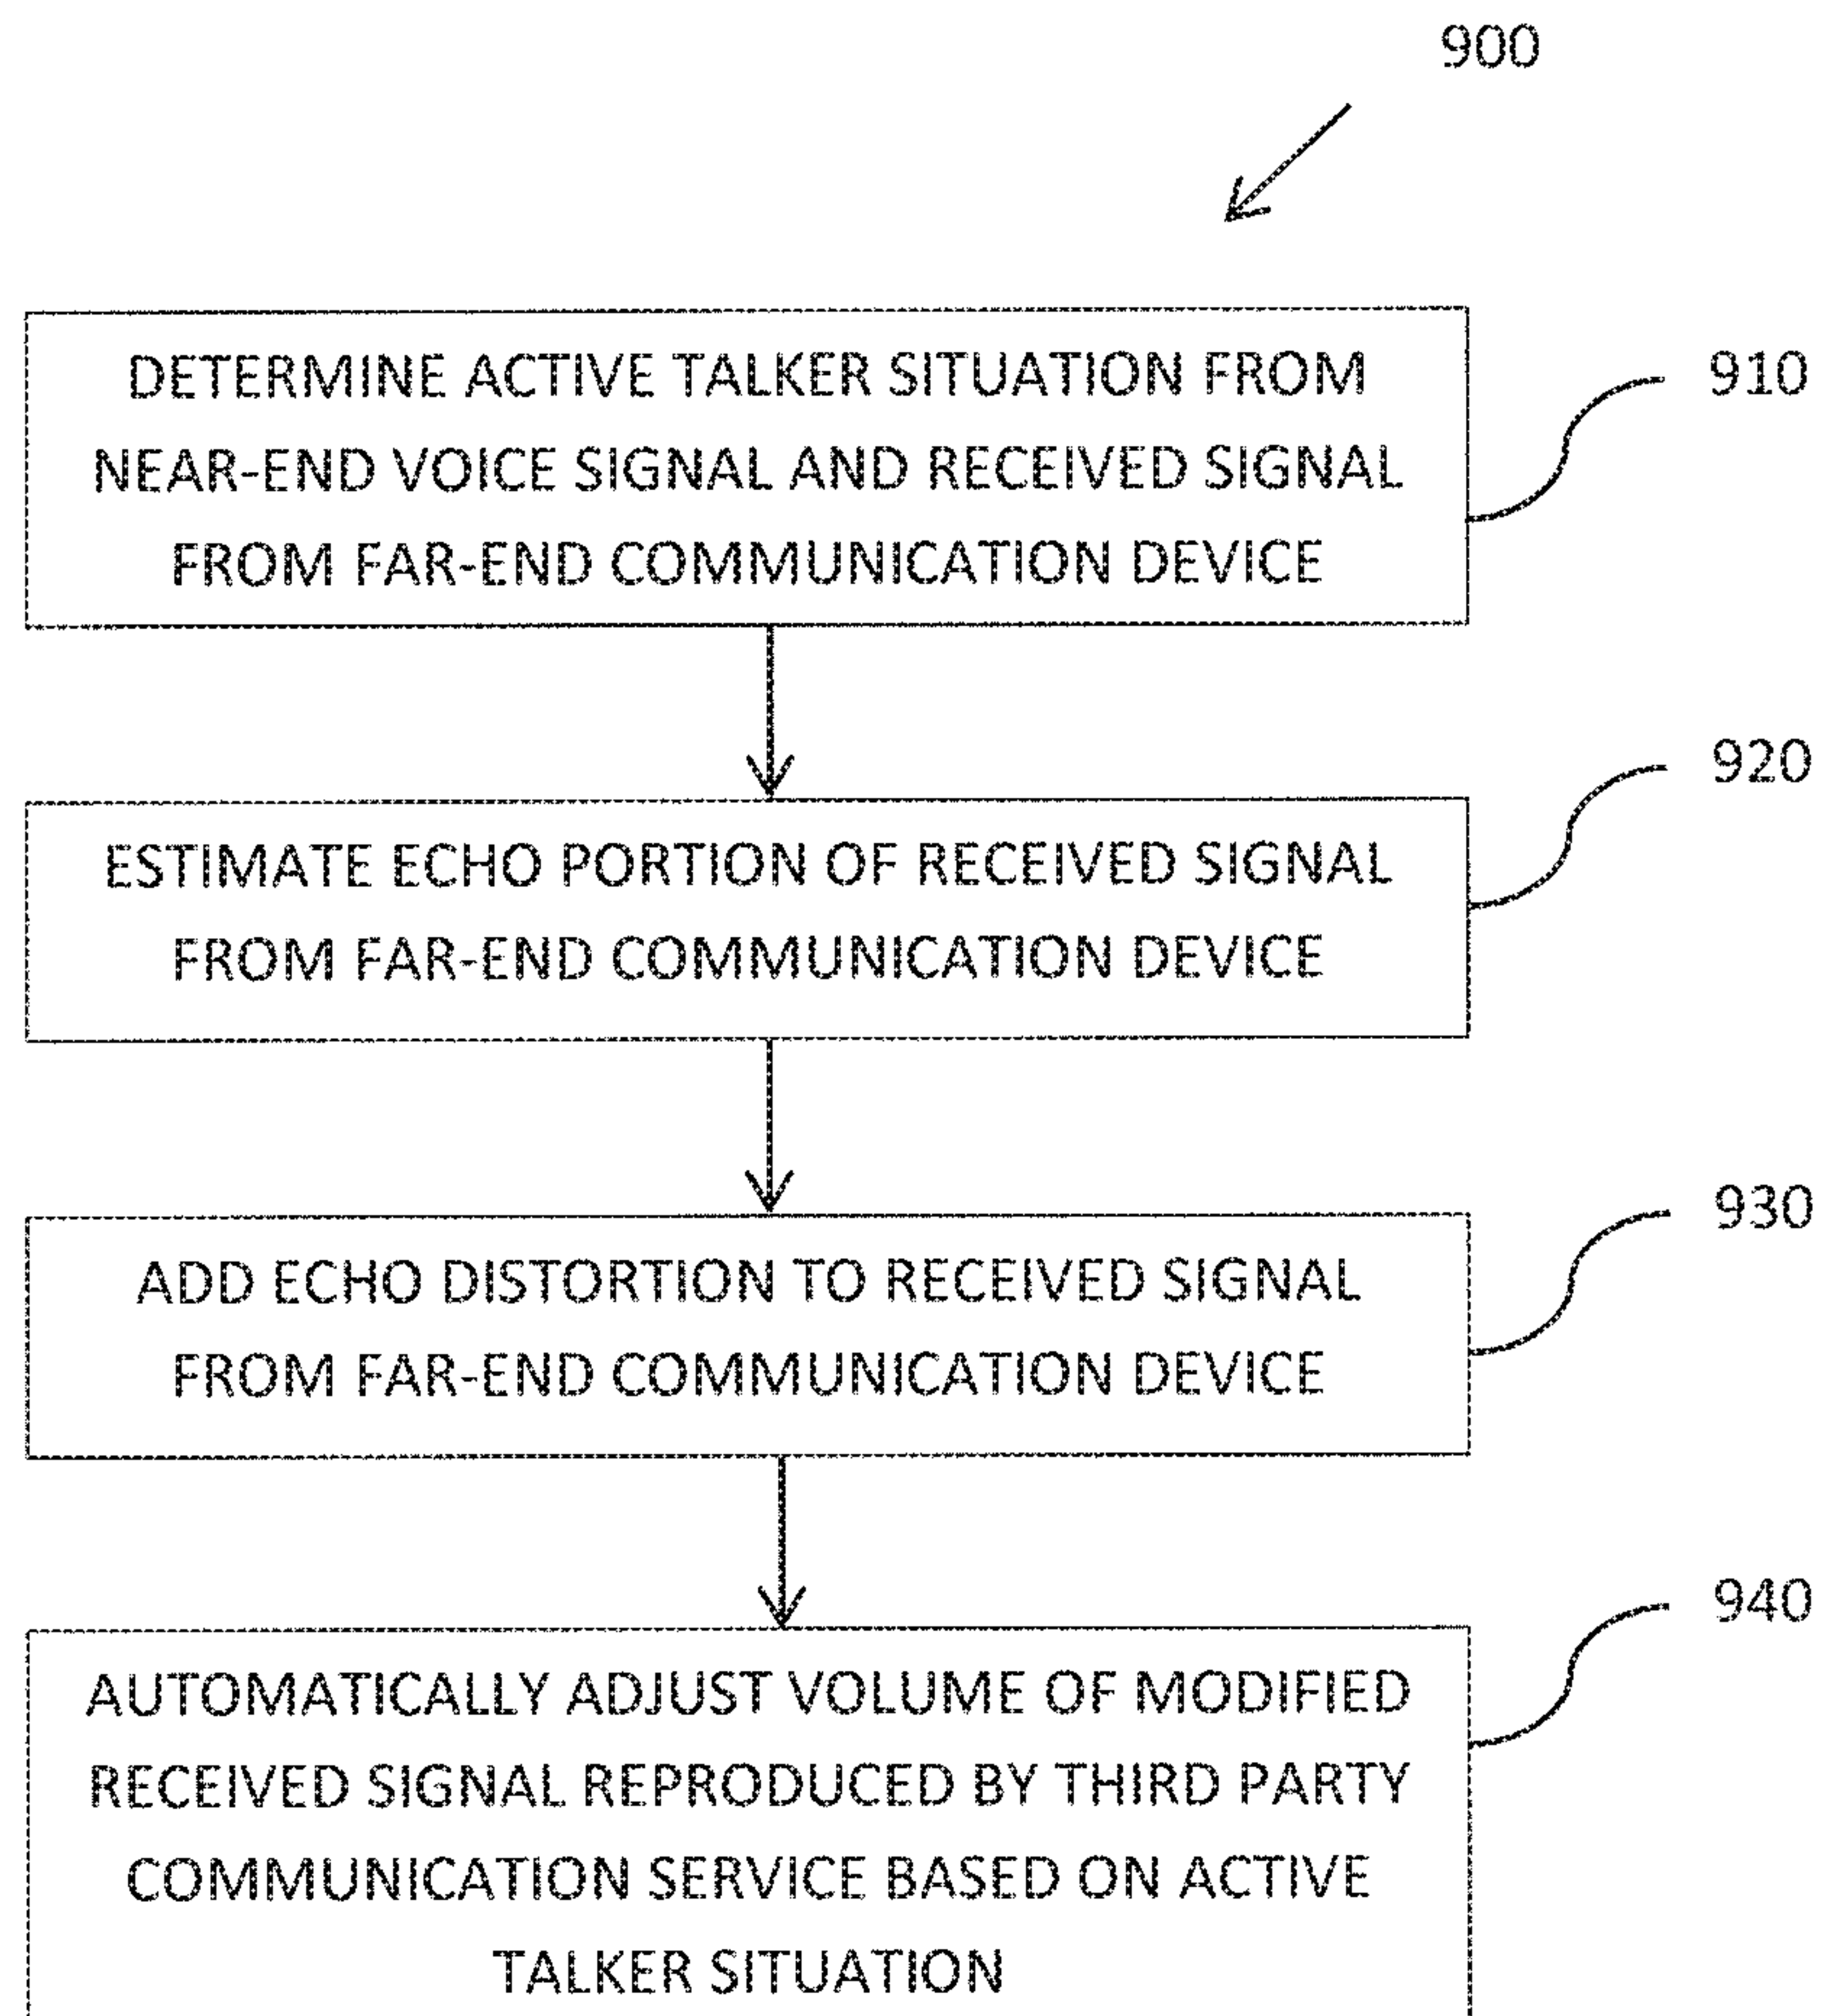 900
DETERMINE ACTIVE TALKER SITUATION FROM
NEAR-END VOICE SIGNAL AND RECEIVED SIGNAL
FROM FAR-END COMMUNICATION DEVICE
910
ESTIMATE ECHO PORTION OF RECEIVED SIGNAL
FROM FAR-END COMMUNICATION DEVICE
920
ADD ECHO DISTORTION TO RECEIVED SIGNAL
FROM FAR-END COMMUNICATION DEVICE
930
AUTOMATICALLY ADJUST VOLUME OF MODIFIED
RECEIVED SIGNAL REPRODUCED BY THIRD PARTY
COMMUNICATION SERVICE BASED ON ACTIVE
TALKER SITUATION
940